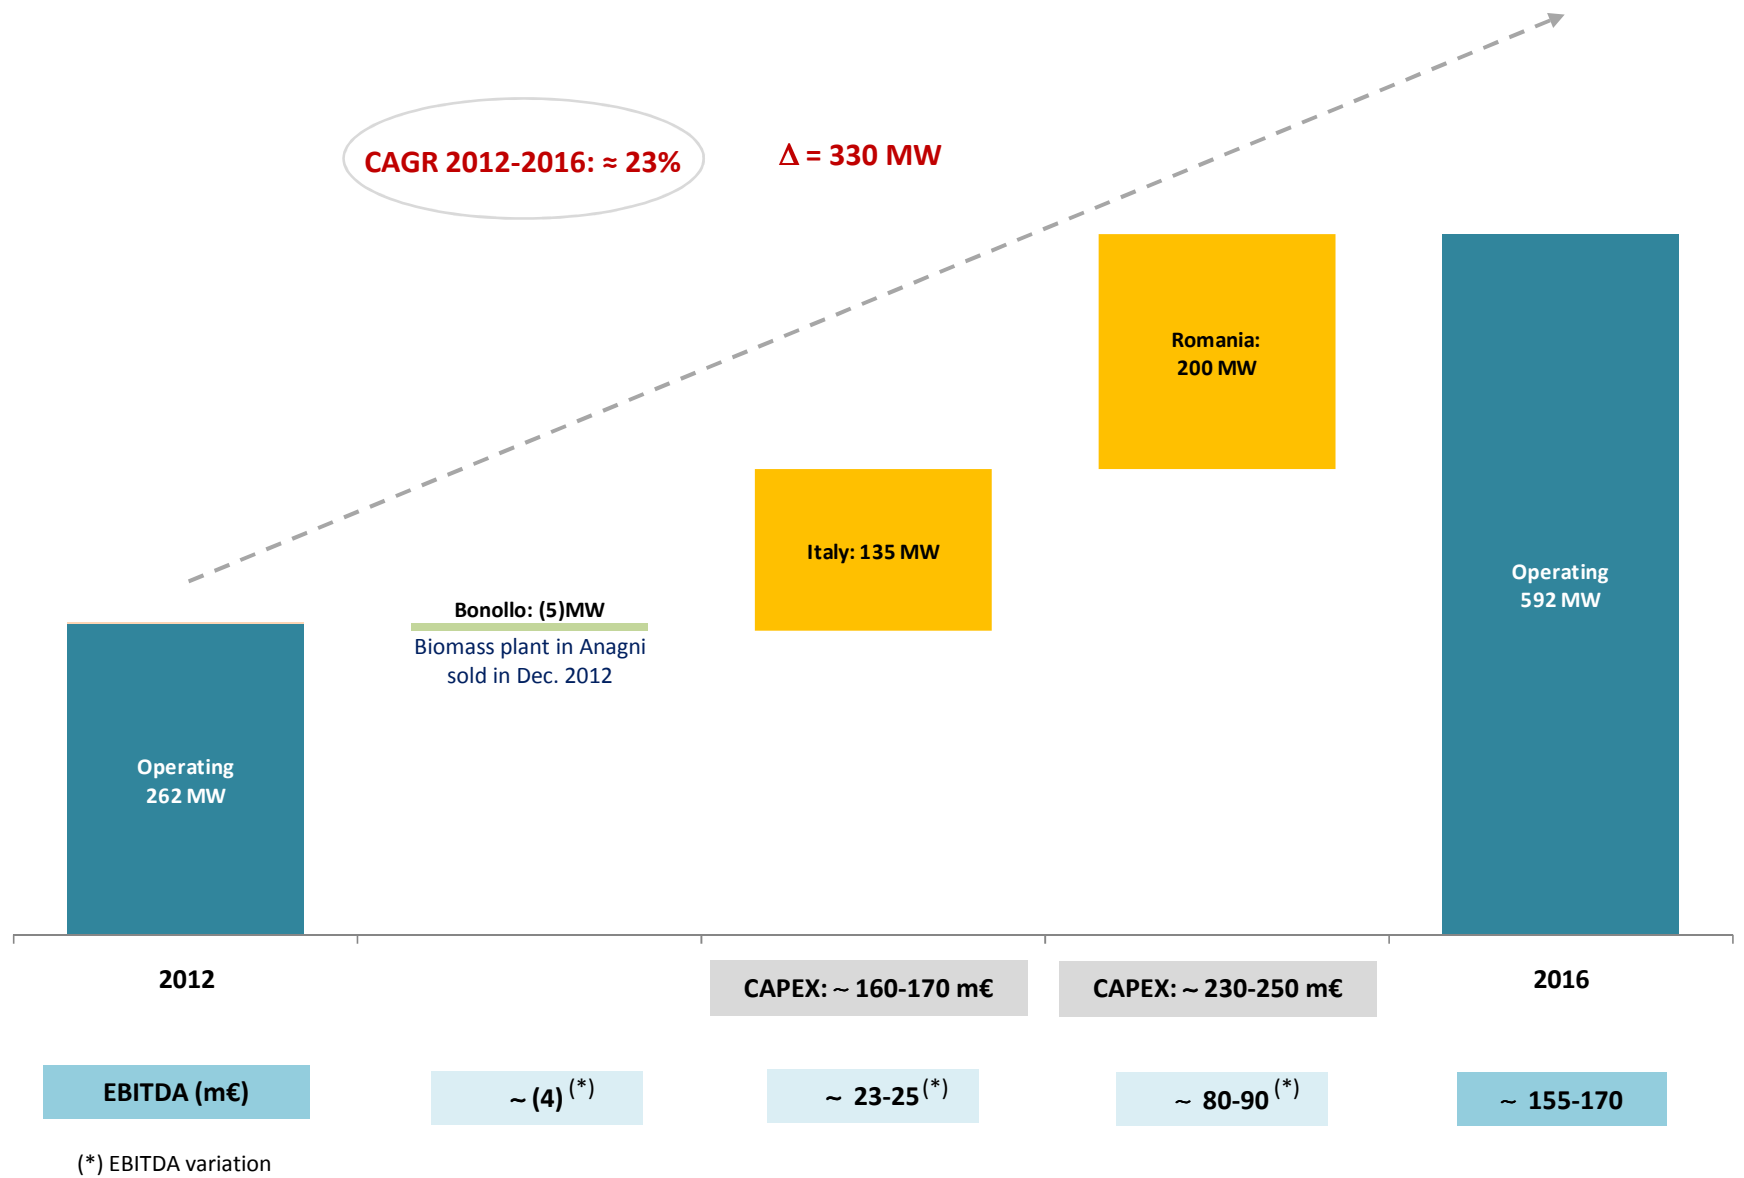 CAGR 2012-2016: ≈ 23%
Δ = 330 MW
Romania:
200 MW
Italy: 135 MW
Operating
592 MW
Bonollo: (5)MW
Biomass plant in Anagni
sold in Dec. 2012
Operating
262 MW
2012
CAPEX: ~ 160-170 m€
CAPEX: ~ 230-250 m€
2016
EBITDA (m€)
~ (4) (*)
~ 23-25 (*)
~ 80-90 (*)
~ 155-170
(*) EBITDA variation